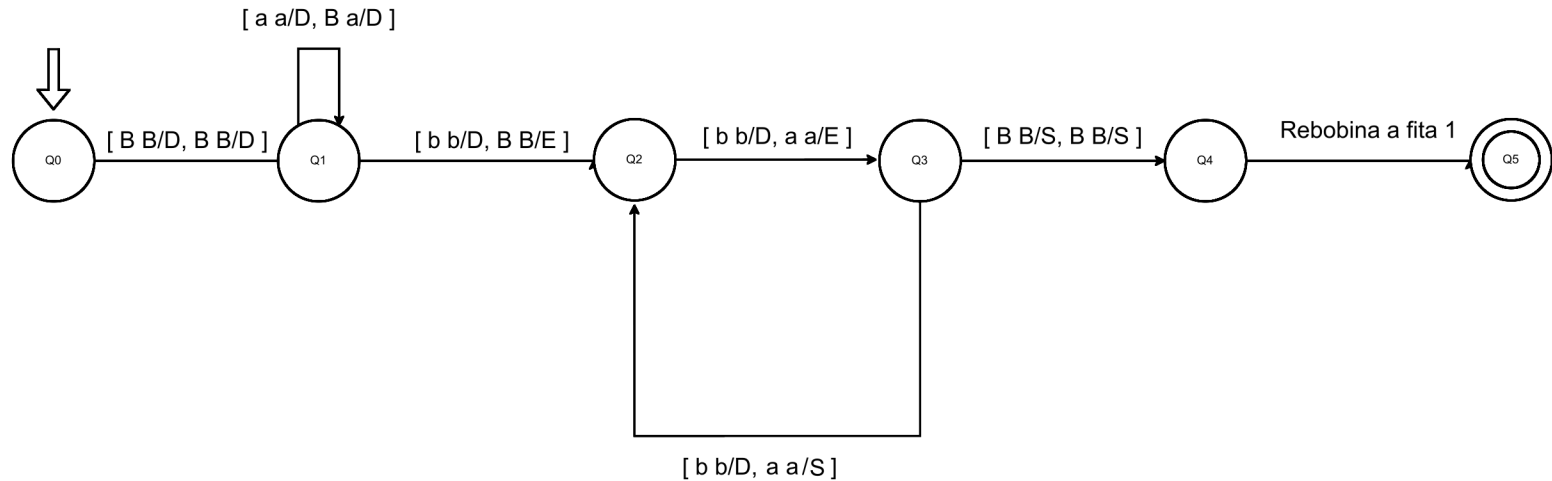 [ a a/D, B a/D ]
Q0
[ B B/D, B B/D ]
Q1
[ b b/D, B B/E ]
Q2
[ b b/D, a a/E ]
Q3
[ B B/S, B B/S ]
Q4
Rebobina a fita 1
Q5
[ b b/D, a a/S ]